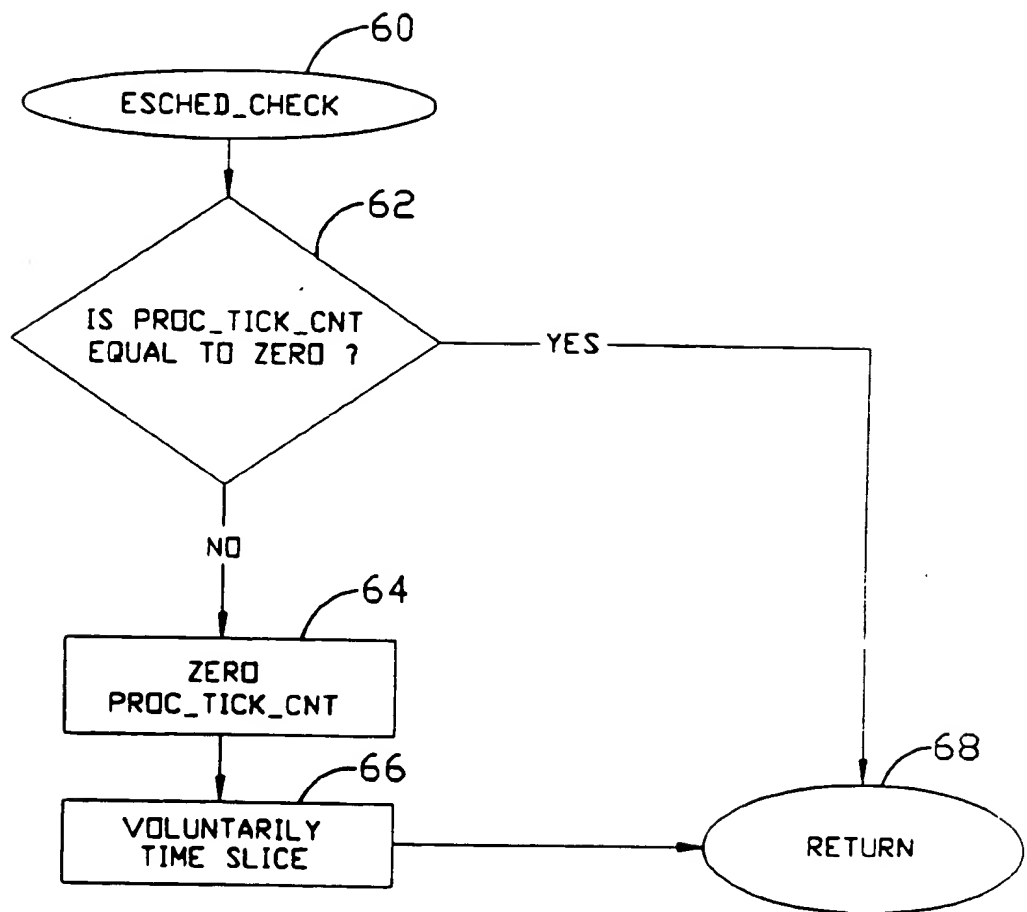 60
ESCHED_CHECK
62
IS PROC_TICK_CNT
EQUAL TO ZERO ?
YES
NO
64
ZERO
PROC_TICK_CNT
66
VOLUNTARILY
TIME SLICE
68
RETURN